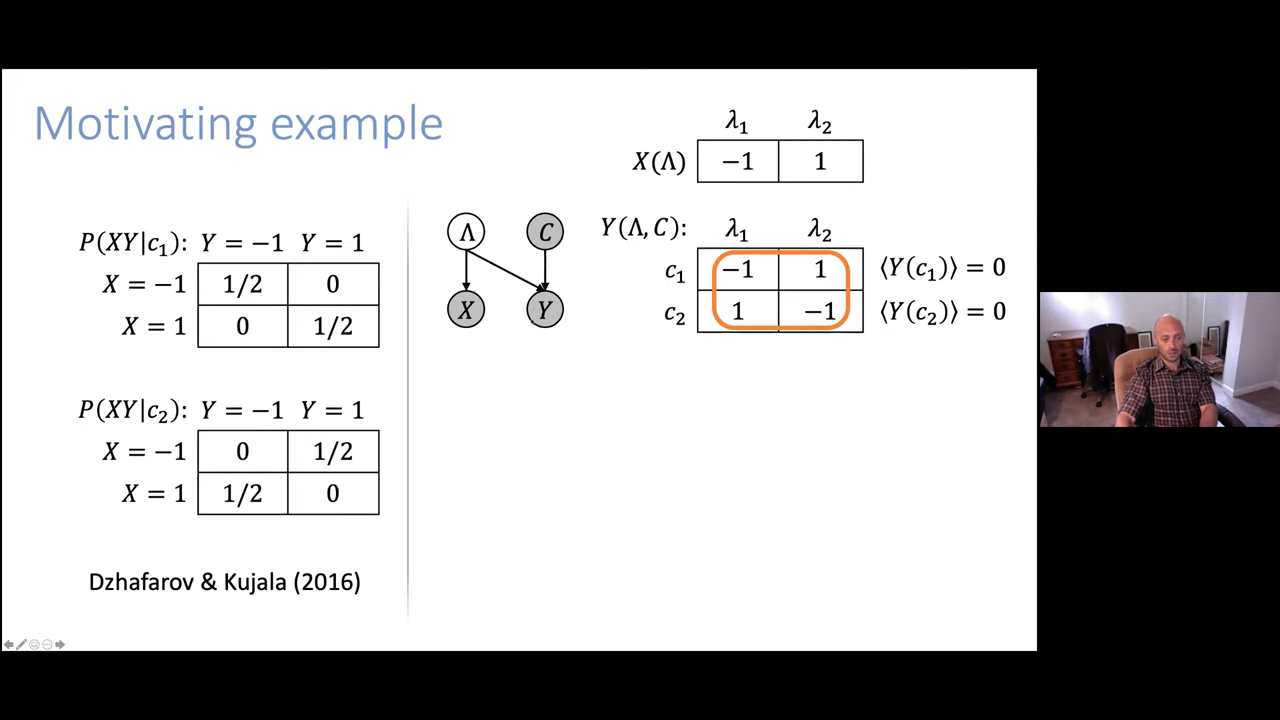 Motivating example
P(XY|c₁): Y = −1 Y = 1
X = −1 1/2 0
X = 1 0 1/2
P(XY|c₂): Y = −1 Y = 1
X = −1 0 1/2
X = 1 1/2 0
Dzhafarov & Kujala (2016)
Λ C
X Y
λ₁ λ₂
X(Λ) −1 1
Y(Λ, C): λ₁ λ₂
c₁ −1 1 ⟨Y(c₁)⟩ = 0
c₂ 1 −1 ⟨Y(c₂)⟩ = 0